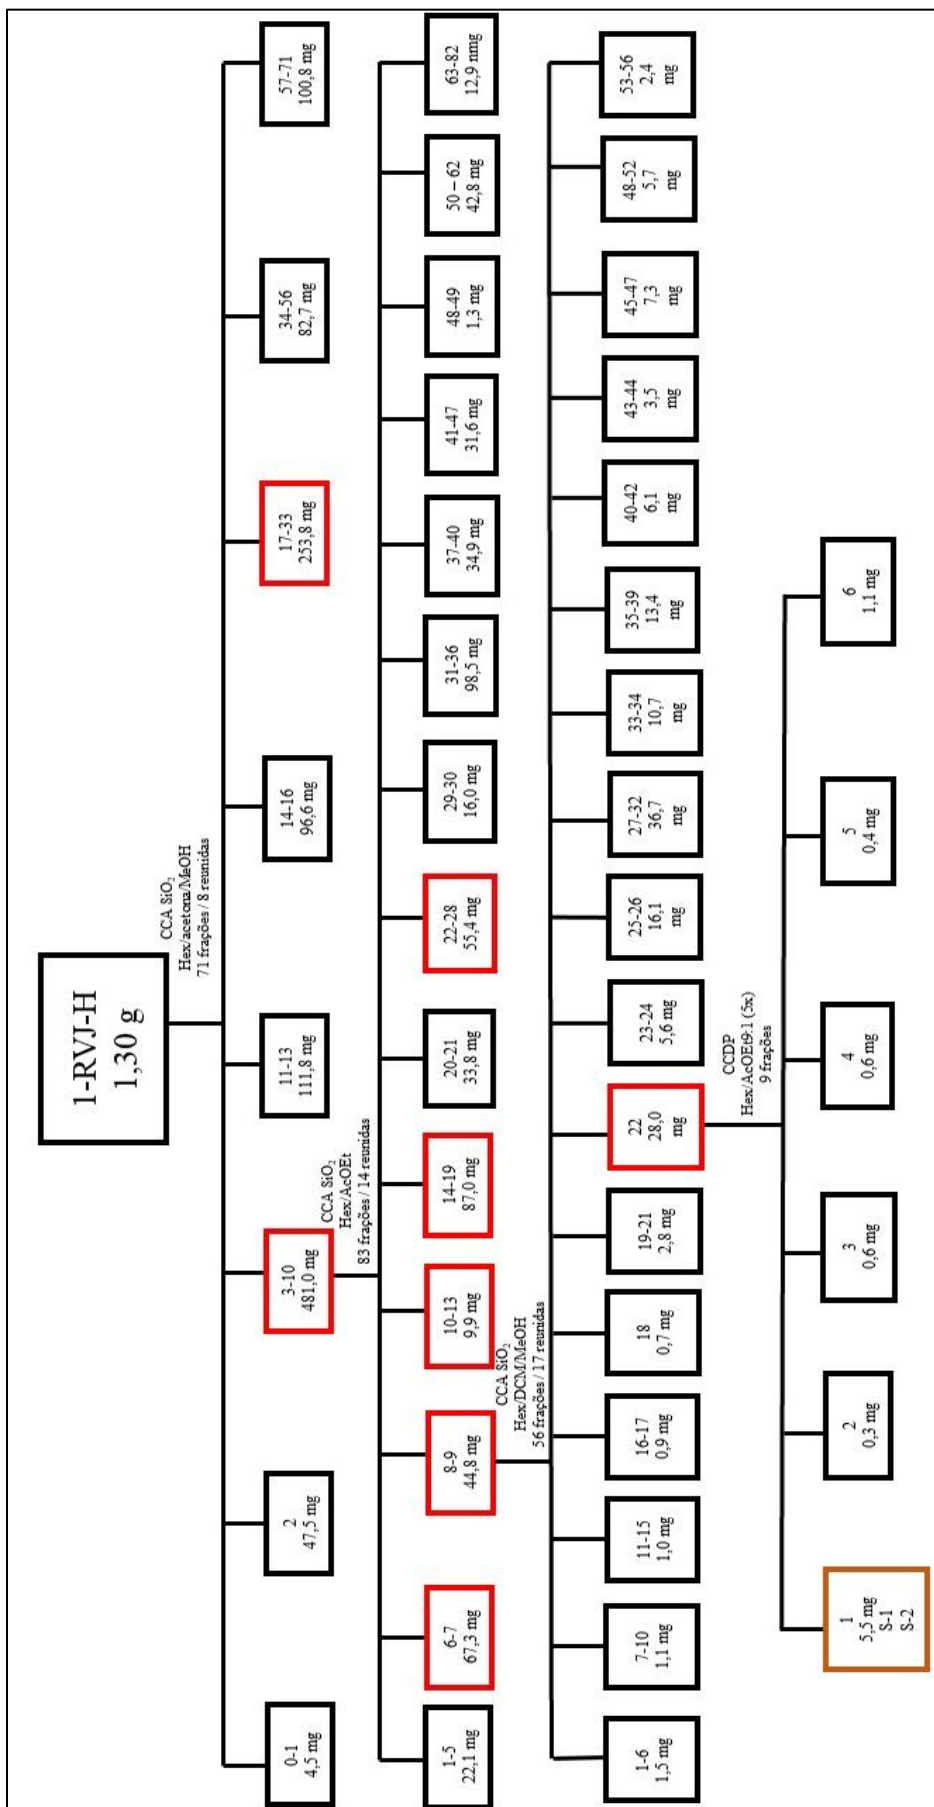 1-RVJ-H
1,30 g
CCA SiO₂
Hex/acetona/MeOH
71 frações / 8 reunidas
0-1
4,5 mg
2
47,5 mg
3-10
481,0 mg
11-13
111,8 mg
14-16
96,6 mg
17-33
253,8 mg
34-56
82,7 mg
57-71
100,8 mg
CCA SiO₂
Hex/AcOEt
83 frações / 14 reunidas
1-5
22,1 mg
6-7
67,3 mg
8-9
44,8 mg
10-13
9,9 mg
14-19
87,0 mg
20-21
33,8 mg
22-28
55,4 mg
29-30
16,0 mg
31-36
98,5 mg
37-40
34,9 mg
41-47
31,6 mg
48-49
1,3 mg
50 – 62
42,8 mg
63-82
12,9 nmg
CCA SiO₂
Hex/DCM/MeOH
56 frações / 17 reunidas
1-6
1,5 mg
7-10
1,1 mg
11-15
1,0 mg
16-17
0,9 mg
18
0,7 mg
19-21
2,8 mg
22
28,0
mg
23-24
5,6 mg
25-26
16,1
mg
27-32
36,7
mg
33-34
10,7
mg
35-39
13,4
mg
40-42
6,1
mg
43-44
3,5
mg
45-47
7,3
mg
48-52
5,7
mg
53-56
2,4
mg
CCDP
Hex/AcOEt9:1 (5x)
9 frações
1
5,5 mg
S-1
S-2
2
0,3 mg
3
0,6 mg
4
0,6 mg
5
0,4 mg
6
1,1 mg